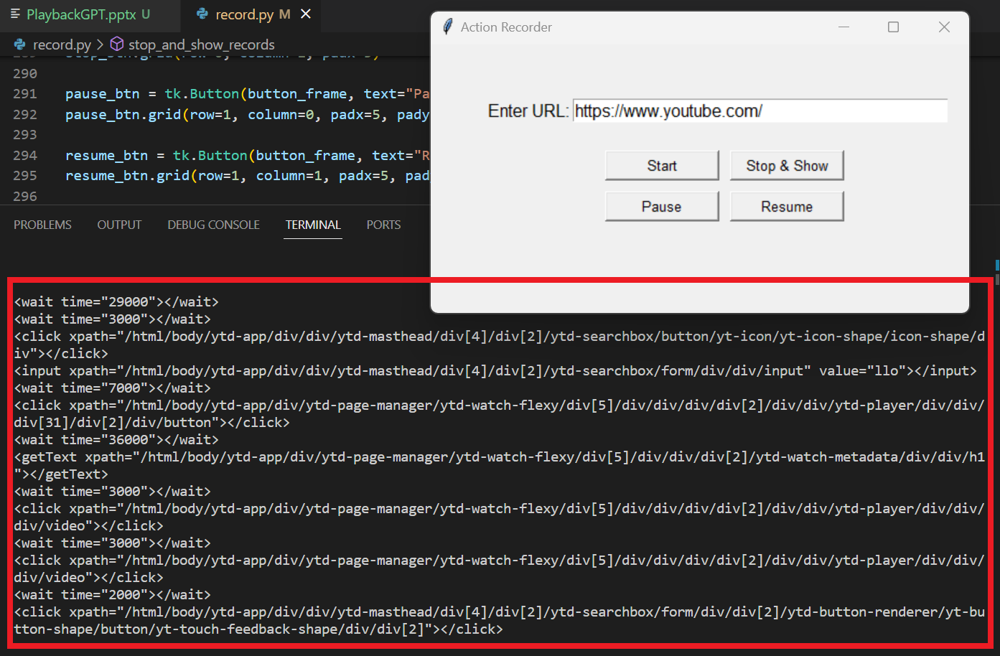 PlaybackGPT.pptx U
record.py M
record.py > stop_and_show_records
290
291 pause_btn = tk.Button(button_frame, text="Pa
292 pause_btn.grid(row=1, column=0, padx=5, pady
293
294 resume_btn = tk.Button(button_frame, text="R
295 resume_btn.grid(row=1, column=1, padx=5, pad
296
Action Recorder
Enter URL: https://www.youtube.com/
Start Stop & Show
Pause Resume
PROBLEMS OUTPUT DEBUG CONSOLE TERMINAL PORTS
<wait time="29000"></wait>
<wait time="3000"></wait>
<click xpath="/html/body/ytd-app/div/div/ytd-masthead/div[4]/div[2]/ytd-searchbox/button/yt-icon/yt-icon-shape/icon-shape/d
iv"></click>
<input xpath="/html/body/ytd-app/div/div/ytd-masthead/div[4]/div[2]/ytd-searchbox/form/div/div/input" value="llo"></input>
<wait time="7000"></wait>
<click xpath="/html/body/ytd-app/div/ytd-page-manager/ytd-watch-flexy/div[5]/div/div/div/div[2]/div/div/ytd-player/div/div/
div[31]/div[2]/div/button"></click>
<wait time="36000"></wait>
<getText xpath="/html/body/ytd-app/div/ytd-page-manager/ytd-watch-flexy/div[5]/div/div/div[2]/ytd-watch-metadata/div/div/h1
"></getText>
<wait time="3000"></wait>
<click xpath="/html/body/ytd-app/div/ytd-page-manager/ytd-watch-flexy/div[5]/div/div/div/div[2]/div/div/ytd-player/div/div/
div/video"></click>
<wait time="3000"></wait>
<click xpath="/html/body/ytd-app/div/ytd-page-manager/ytd-watch-flexy/div[5]/div/div/div/div[2]/div/div/ytd-player/div/div/
div/video"></click>
<wait time="2000"></wait>
<click xpath="/html/body/ytd-app/div/div/ytd-masthead/div[4]/div[2]/ytd-searchbox/form/div/div[2]/ytd-button-renderer/yt-bu
tton-shape/button/yt-touch-feedback-shape/div/div[2]"></click>